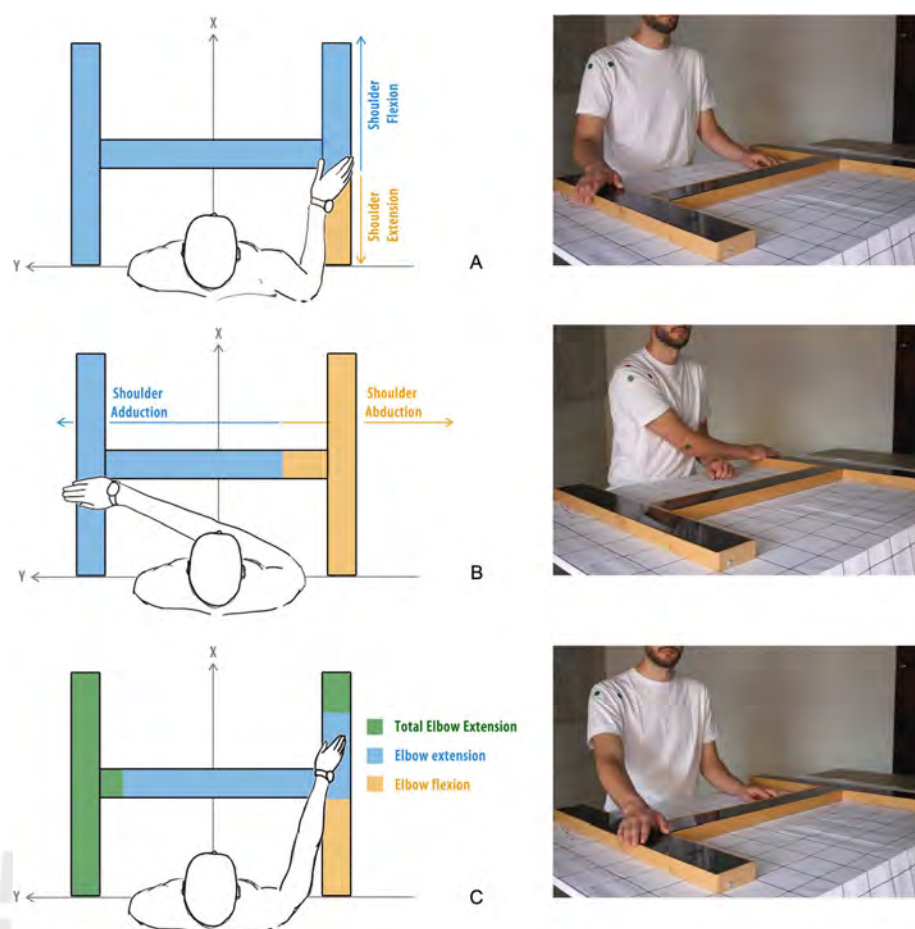 X
Shoulder
Flexion
Shoulder
Extension
Y
A
X
Shoulder
Adduction
Shoulder
Abduction
Y
B
X
Total Elbow Extension
Elbow extension
Elbow flexion
Y
C